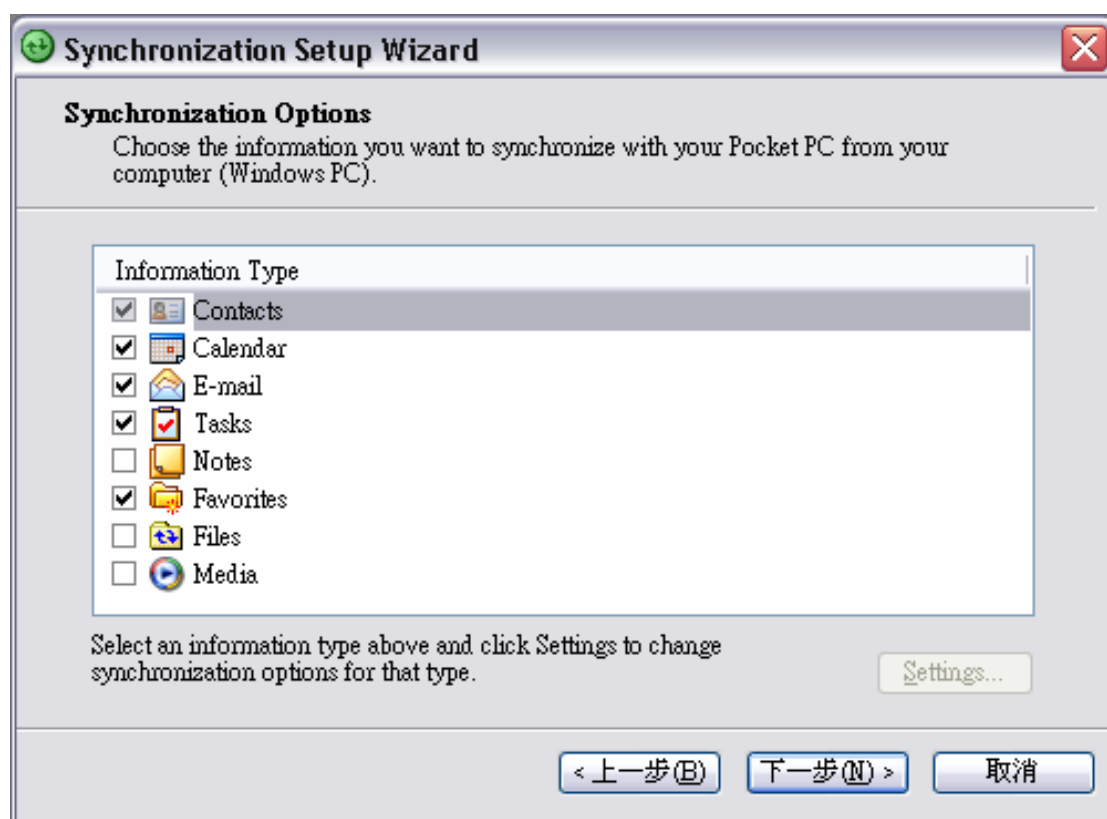 Synchronization Setup Wizard
Synchronization Options
Choose the information you want to synchronize with your Pocket PC from your
computer (Windows PC).
Information Type
Contacts
Calendar
E-mail
Tasks
Notes
Favorites
Files
Media
Select an information type above and click Settings to change
synchronization options for that type.
Settings...
< 上一步(B)
下一步(N) >
取消